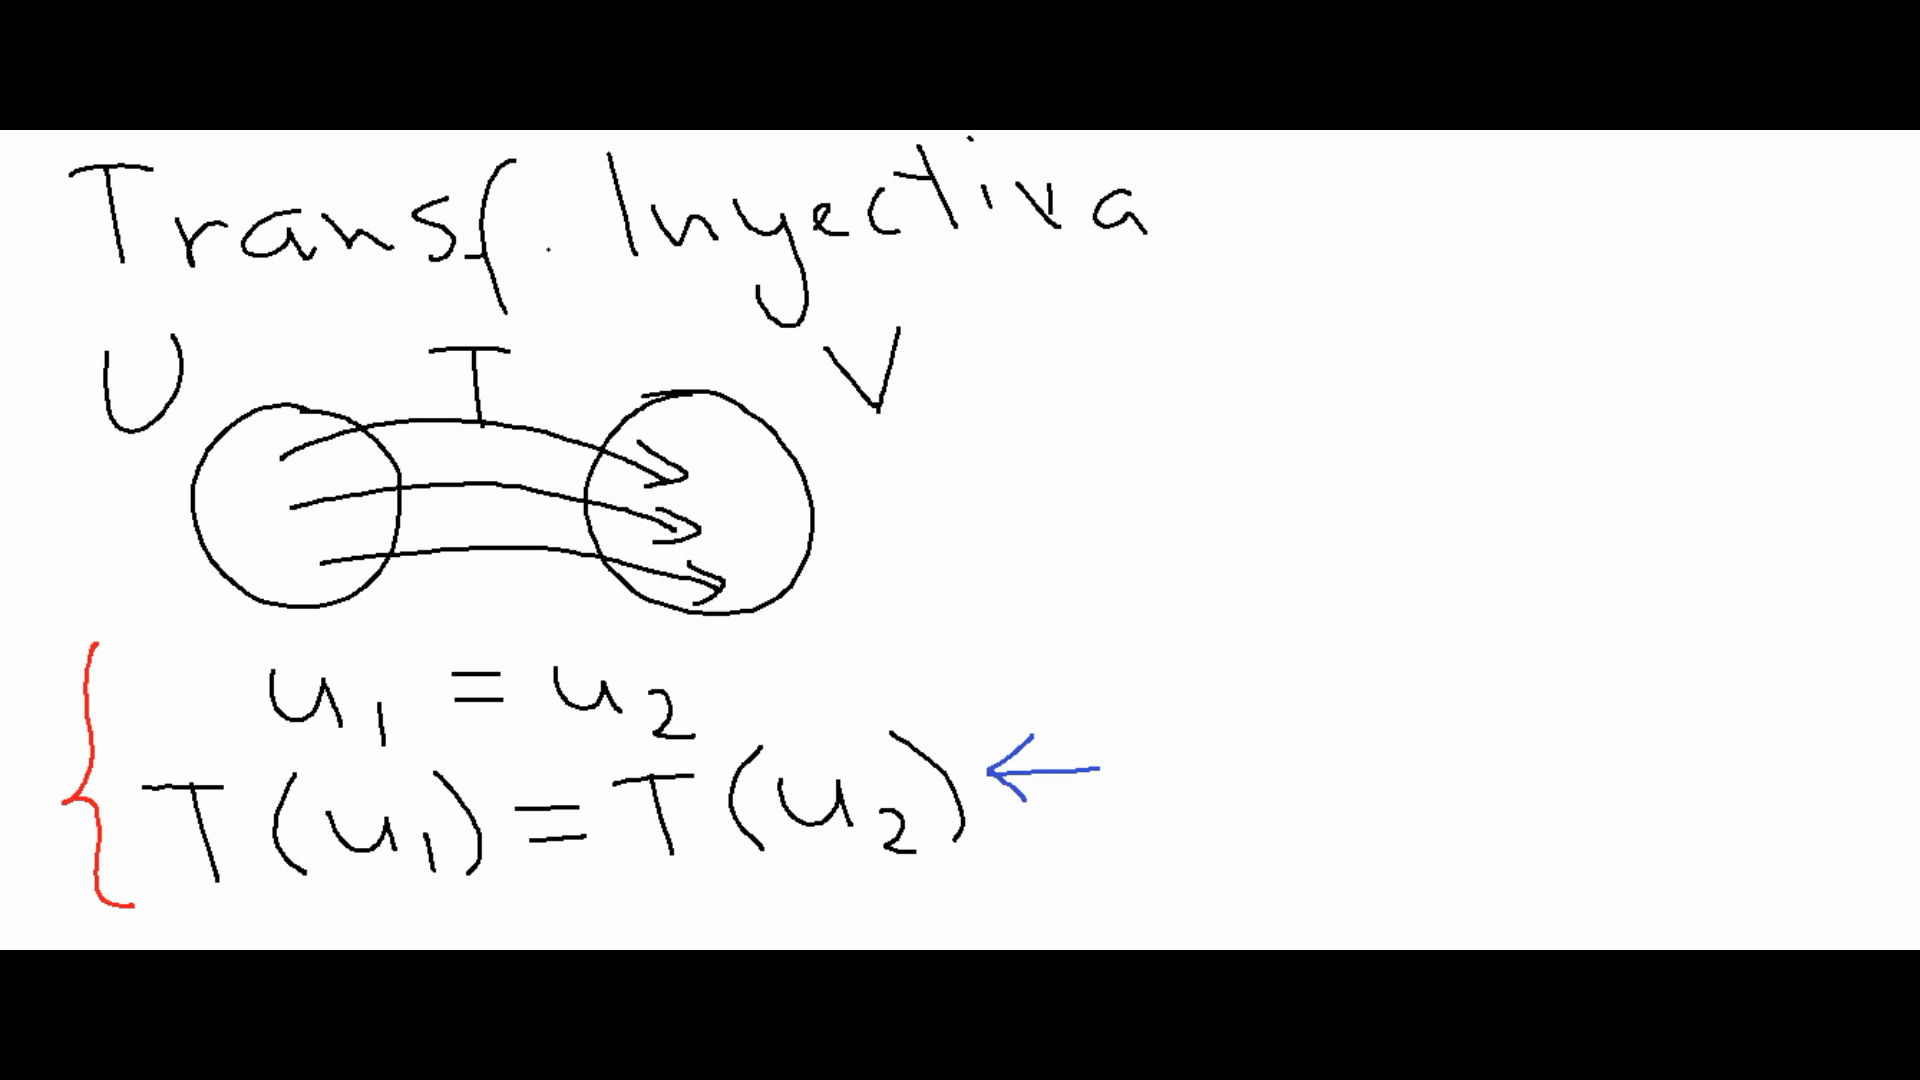 Transf. Inyectiva
U T V
u₁ = u₂
T(u₁) = T(u₂)